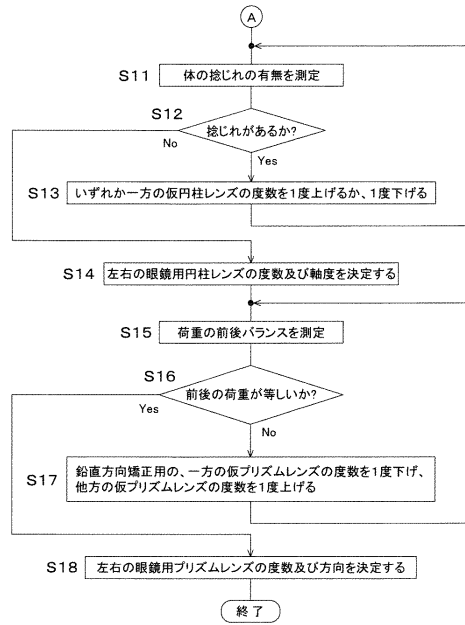 A
S11
体の捻じれの有無を測定
S12
捻じれがあるか?
No
Yes
S13
いずれか一方の仮円柱レンズの度数を1度上げるか、1度下げる
S14
左右の眼鏡用円柱レンズの度数及び軸度を決定する
S15
荷重の前後バランスを測定
S16
前後の荷重が等しいか?
Yes
No
S17
鉛直方向矯正用の、一方の仮プリズムレンズの度数を1度下げ、
他方の仮プリズムレンズの度数を1度上げる
S18
左右の眼鏡用プリズムレンズの度数及び方向を決定する
終了